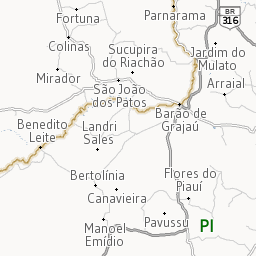 Fortuna
Parnarama
BR
316
Colinas
Sucupira
do Riachão
Jardim do
Mulato
Mirador
Arraial
São João
dos Patos
Barão de
Grajaú
Benedito
Leite
Landri
Sales
Bertolínia
Flores do
Piauí
Canavieira
Manoel
Emídio
Pavussu
PI